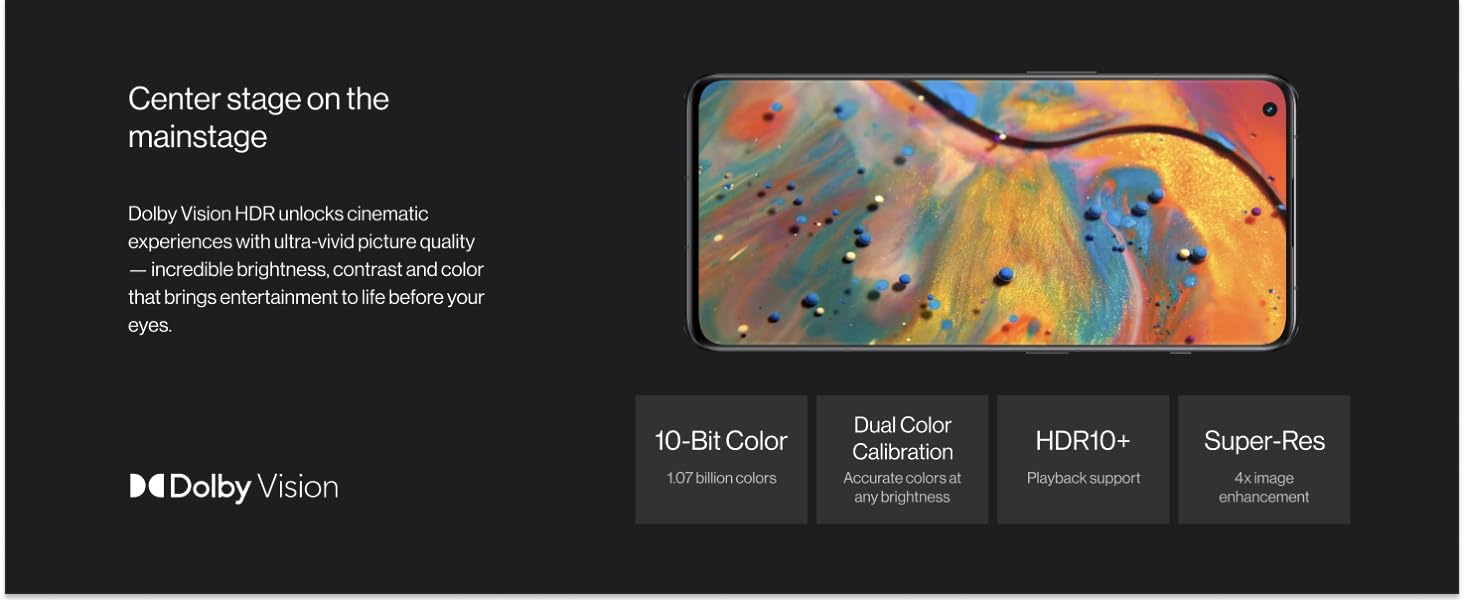 Center stage on the
mainstage
Dolby Vision HDR unlocks cinematic
experiences with ultra-vivid picture quality
— incredible brightness, contrast and color
that brings entertainment to life before your
eyes.
Dolby Vision
10-Bit Color
1.07 billion colors
Dual Color
Calibration
Accurate colors at
any brightness
HDR10+
Playback support
Super-Res
4x image
enhancement